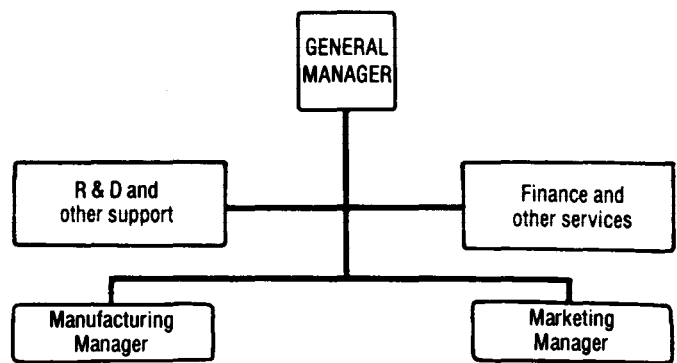 GENERAL
MANAGER
R & D and
other support
Finance and
other services
Manufacturing
Manager
Marketing
Manager